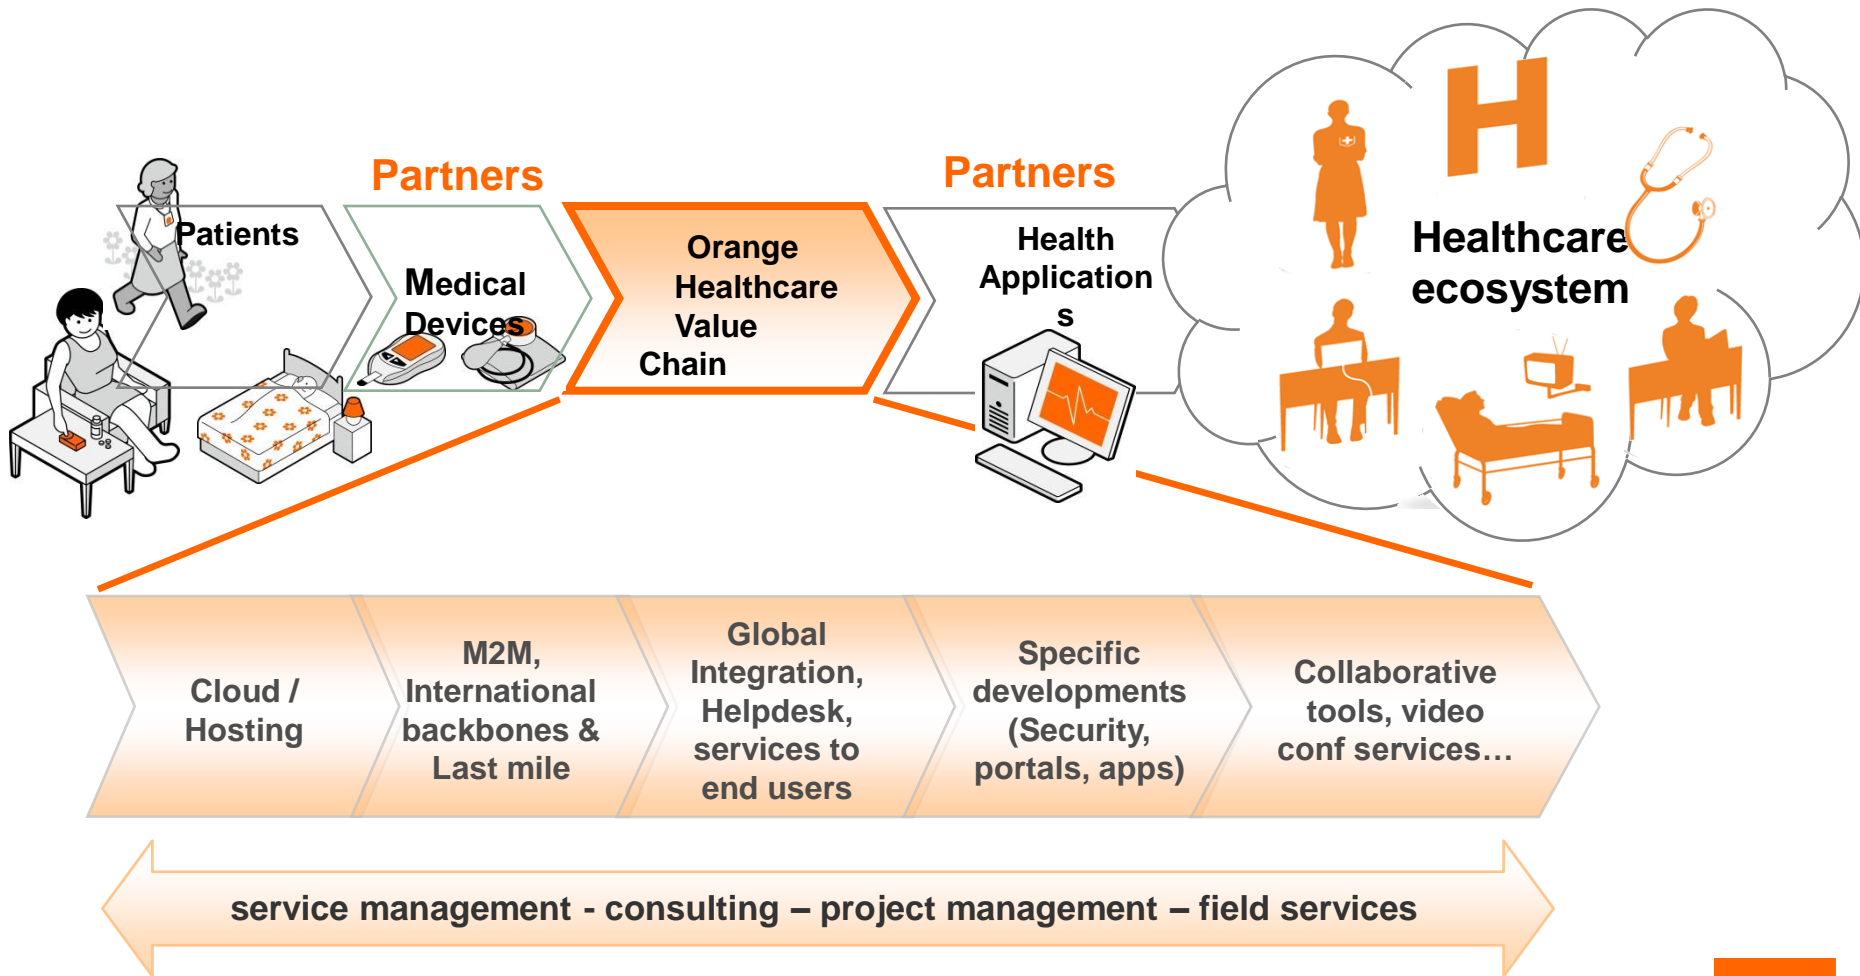 Partners
Partners
Patients
Medical
Devices
Orange
Healthcare
Value
Chain
Health
Application
s
H
Healthcare
ecosystem
Cloud /
Hosting
M2M,
International
backbones &
Last mile
Global
Integration,
Helpdesk,
services to
end users
Specific
developments
(Security,
portals, apps)
Collaborative
tools, video
conf services…
service management - consulting – project management – field services